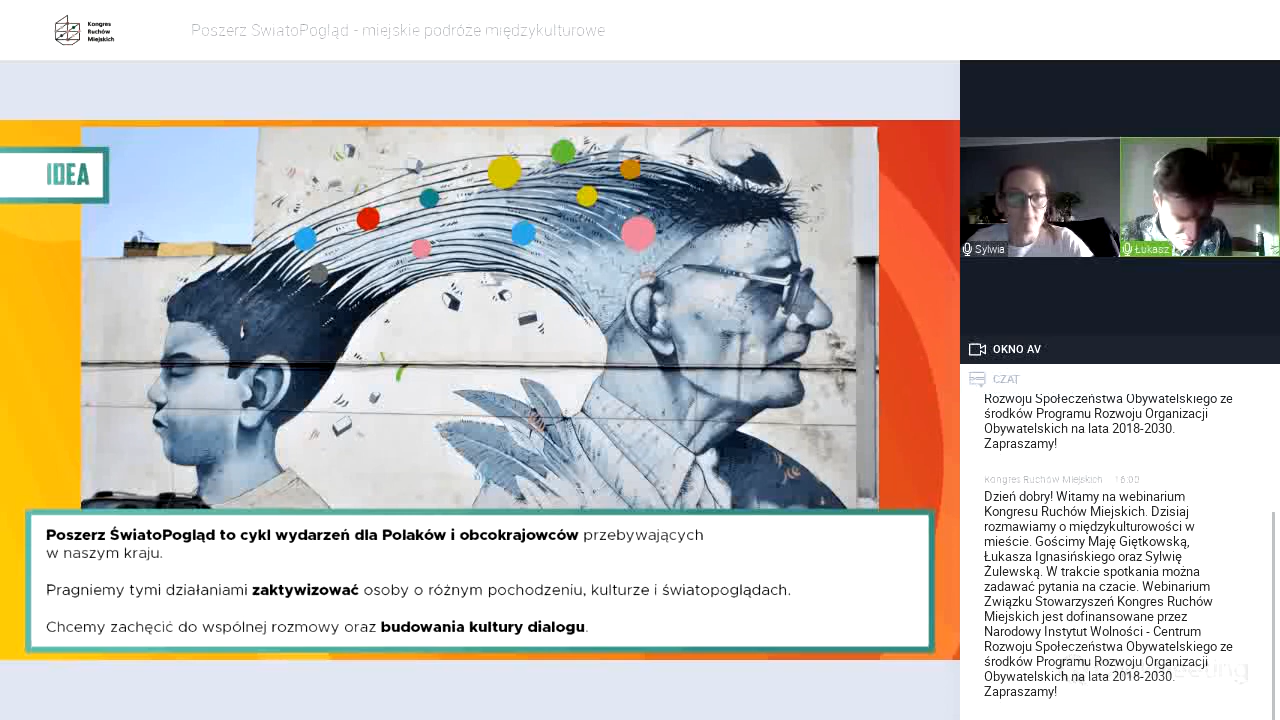 Kongres
Ruchów
Miejskich
Poszerz SwiatoPogląd - miejskie podróże międzykulturowe
IDEA
Poszerz ŚwiatoPogląd to cykl wydarzeń dla Polaków i obcokrajowców przebywających
w naszym kraju.
Pragniemy tymi działaniami zaktywizować osoby o różnym pochodzeniu, kulturze i światopoglądach.
Chcemy zachęcić do wspólnej rozmowy oraz budowania kultury dialogu.
Sylwia
Łukasz
OKNO AV
CZAT
Rozwoju Społeczeństwa Obywatelskiego ze
środków Programu Rozwoju Organizacji
Obywatelskich na lata 2018-2030.
Zapraszamy!
Kongres Ruchów Miejskich 16:00
Dzień dobry! Witamy na webinarium
Kongresu Ruchów Miejskich. Dzisiaj
rozmawiamy o międzykulturowości w
mieście. Gościmy Maję Giętkowską,
Łukasza Ignasińskiego oraz Sylwię
Żulewską. W trakcie spotkania można
zadawać pytania na czacie. Webinarium
Związku Stowarzyszeń Kongres Ruchów
Miejskich jest dofinansowane przez
Narodowy Instytut Wolności - Centrum
Rozwoju Społeczeństwa Obywatelskiego ze
środków Programu Rozwoju Organizacji
Obywatelskich na lata 2018-2030.
Zapraszamy!